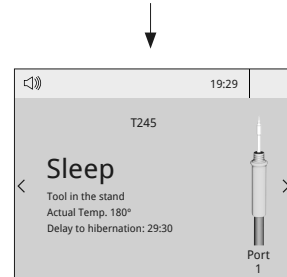 19:29
T245
Sleep
Tool in the stand
Actual Temp. 180°
Delay to hibernation: 29:30
Port
1